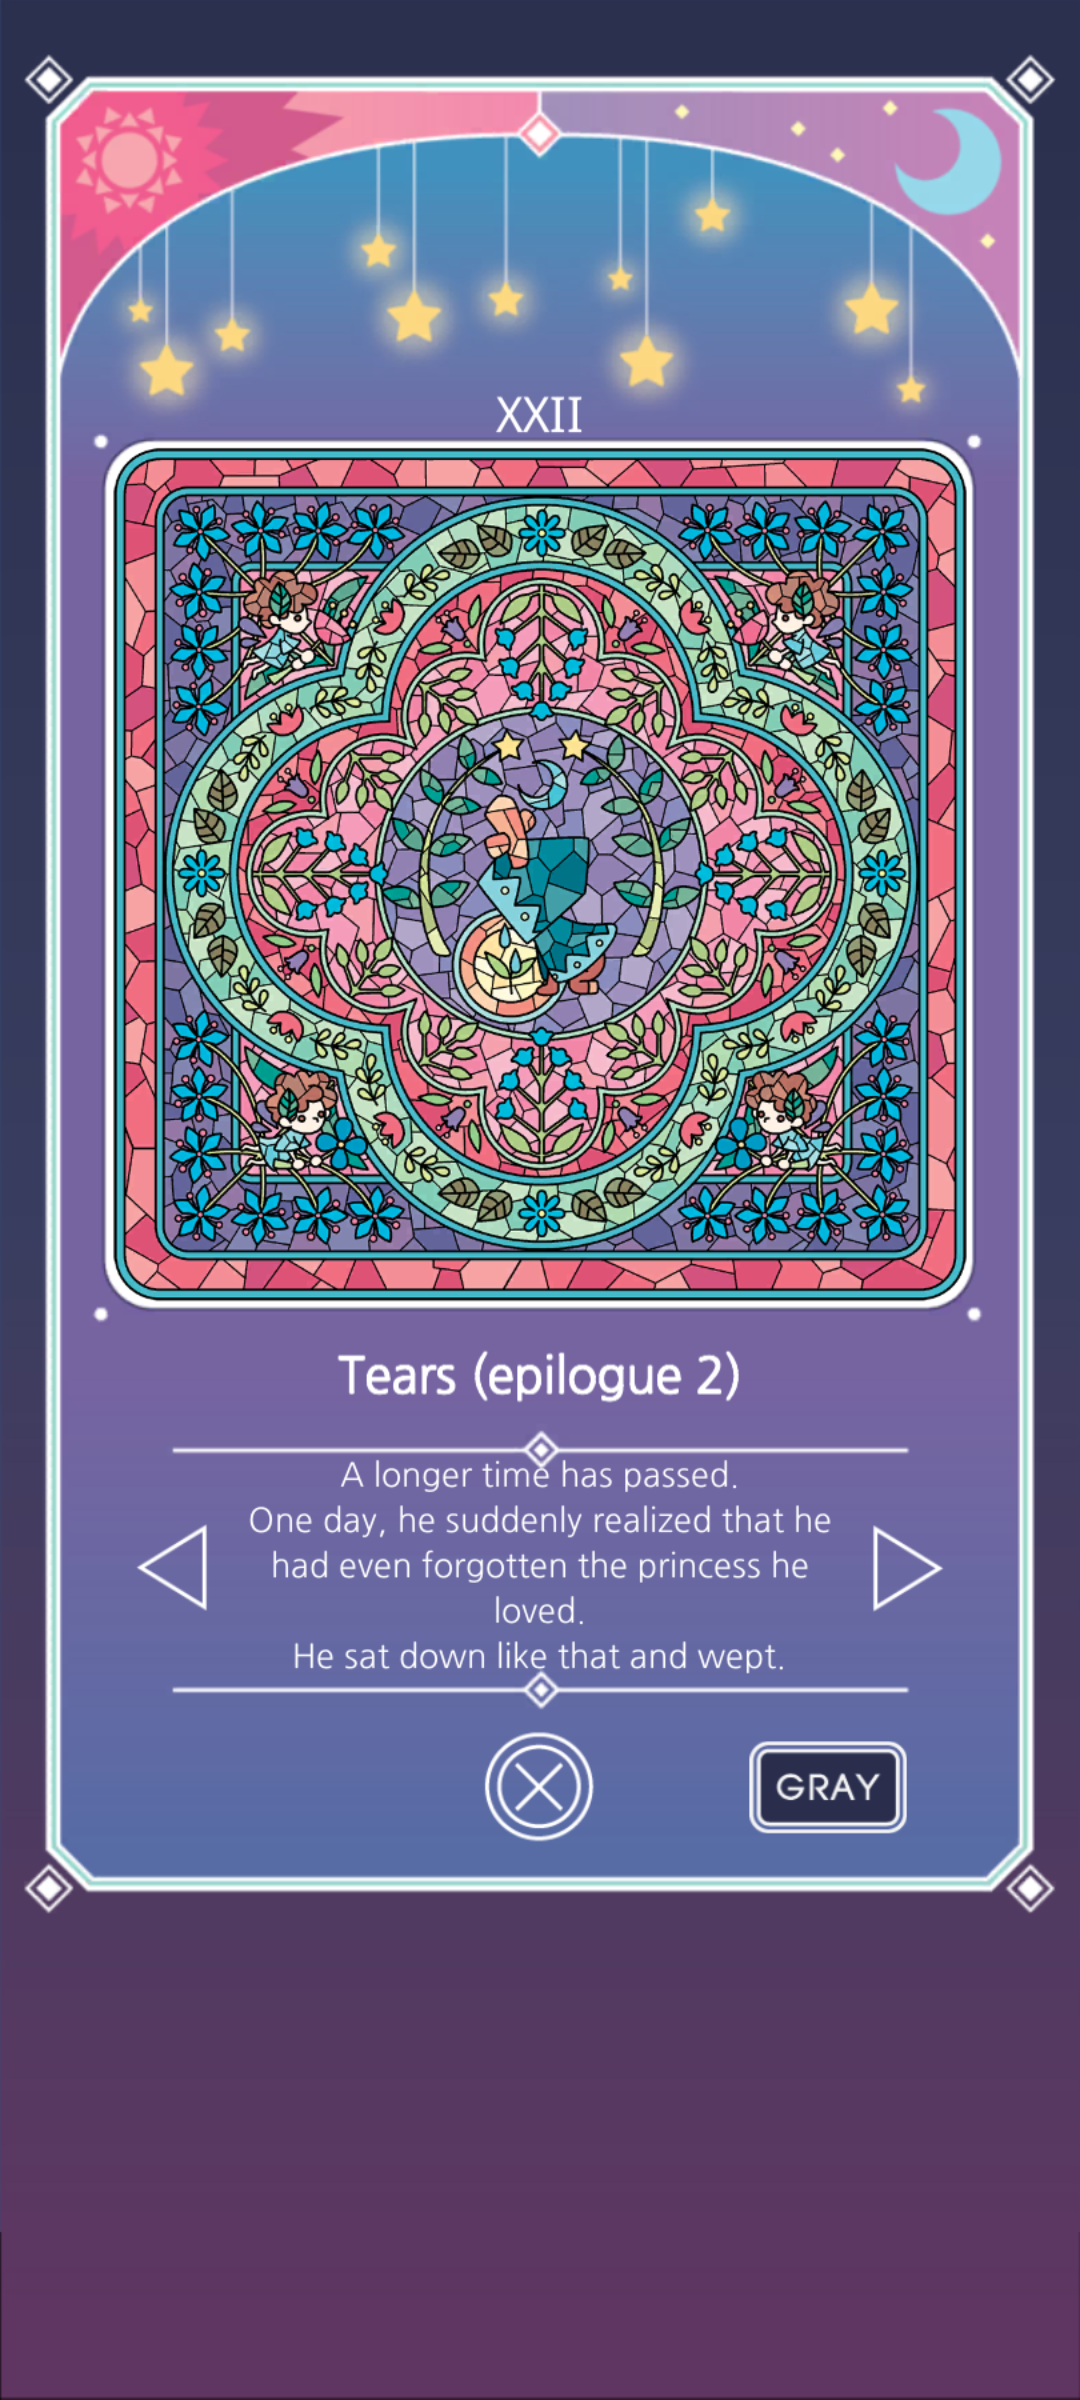 XXII
Tears (epilogue 2)
A longer time has passed.
One day, he suddenly realized that he
had even forgotten the princess he
loved.
He sat down like that and wept.
GRAY